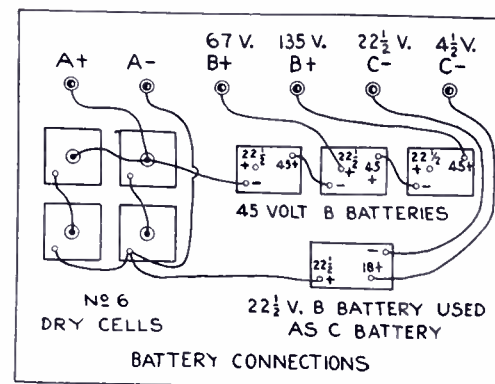 67 V. 135 V. 22½ V. 4½ V.
A+ A- B+ B+ C- C-
22½ + - 45+ 22½ + - 45 + 22½ + - 45+
45 VOLT B BATTERIES
-
22½ + 18+
Nº 6
DRY CELLS
22½ V. B BATTERY USED
AS C BATTERY
BATTERY CONNECTIONS